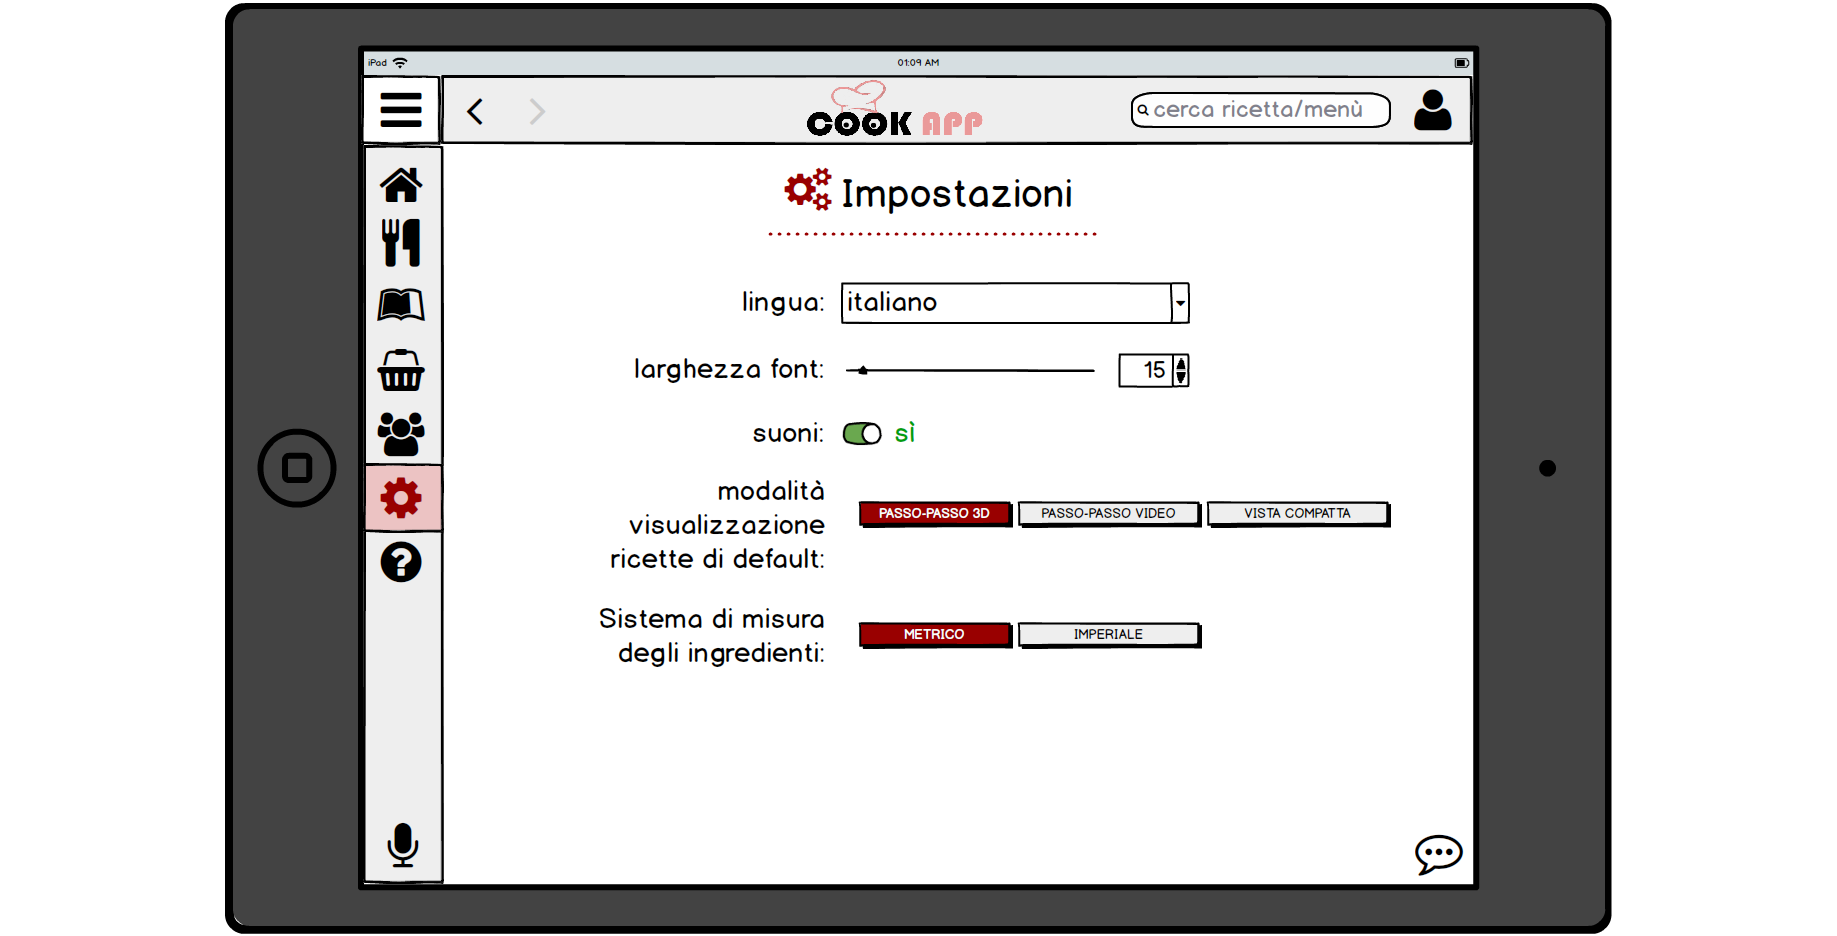 iPad
01:09 AM
COOK APP
cerca ricetta/menù
Impostazioni
lingua: italiano
larghezza font: 15
suoni: sì
modalità
visualizzazione
ricette di default:
PASSO-PASSO 3D PASSO-PASSO VIDEO VISTA COMPATTA
Sistema di misura
degli ingredienti:
METRICO IMPERIALE